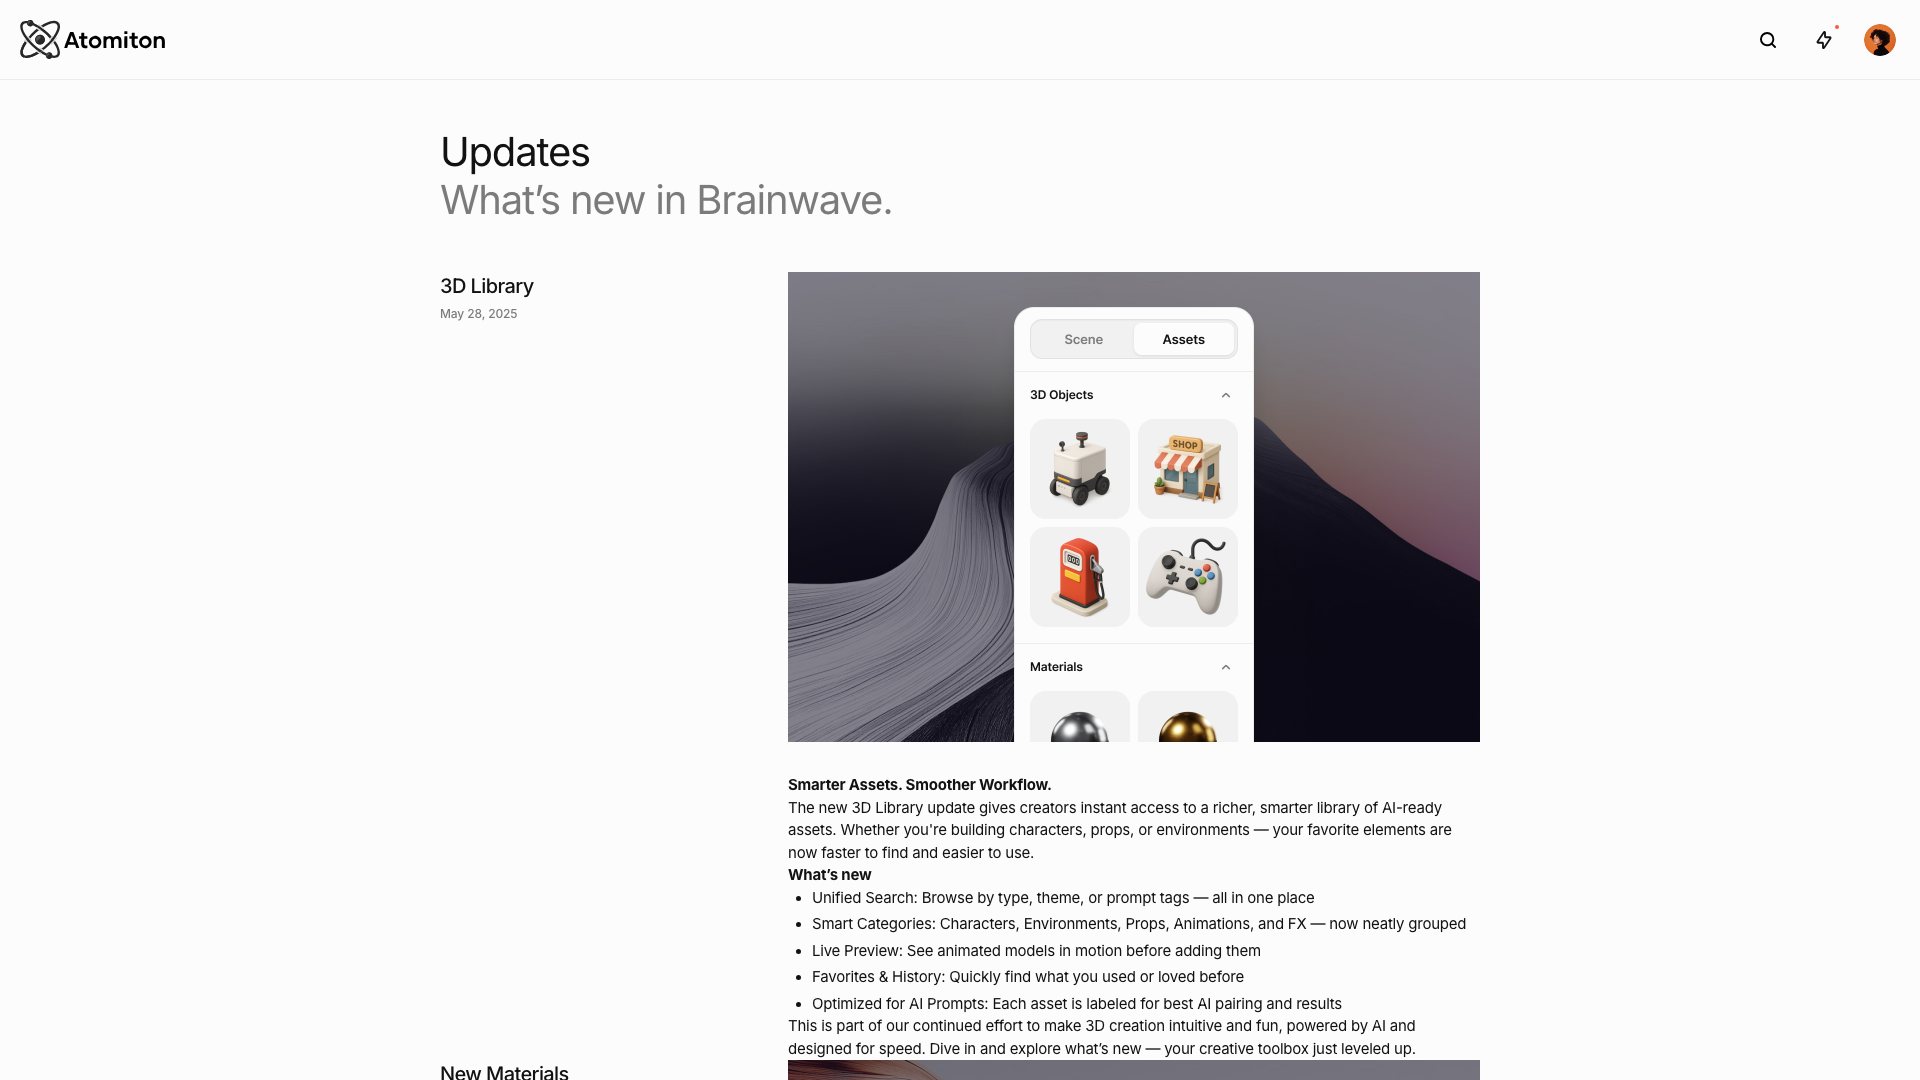 Atomiton
Updates
What’s new in Brainwave.
3D Library
May 28, 2025
Scene
Assets
3D Objects
SHOP
000
Materials
Smarter Assets. Smoother Workflow.
The new 3D Library update gives creators instant access to a richer, smarter library of AI-ready
assets. Whether you're building characters, props, or environments — your favorite elements are
now faster to find and easier to use.
What’s new
• Unified Search: Browse by type, theme, or prompt tags — all in one place
• Smart Categories: Characters, Environments, Props, Animations, and FX — now neatly grouped
• Live Preview: See animated models in motion before adding them
• Favorites & History: Quickly find what you used or loved before
• Optimized for AI Prompts: Each asset is labeled for best AI pairing and results
This is part of our continued effort to make 3D creation intuitive and fun, powered by AI and
designed for speed. Dive in and explore what’s new — your creative toolbox just leveled up.
New Materials